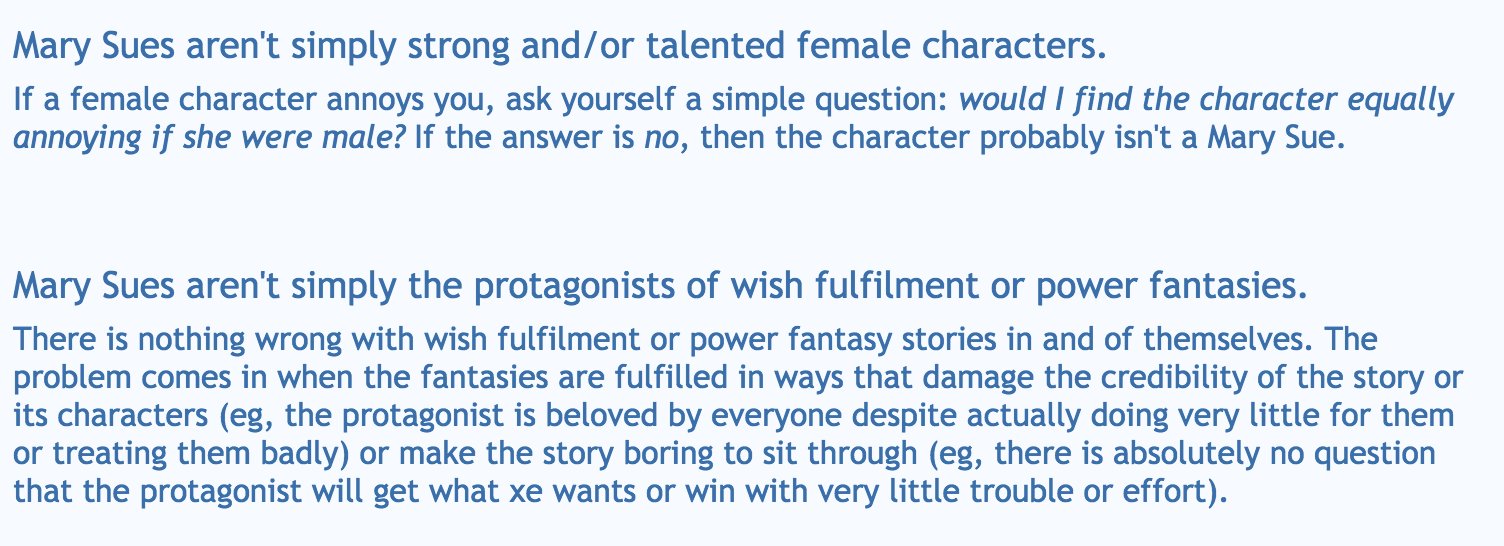 Mary Sues aren't simply strong and/or talented female characters.
If a female character annoys you, ask yourself a simple question: would I find the character equally
annoying if she were male? If the answer is no, then the character probably isn't a Mary Sue.
Mary Sues aren't simply the protagonists of wish fulfilment or power fantasies.
There is nothing wrong with wish fulfilment or power fantasy stories in and of themselves. The
problem comes in when the fantasies are fulfilled in ways that damage the credibility of the story or
its characters (eg, the protagonist is beloved by everyone despite actually doing very little for them
or treating them badly) or make the story boring to sit through (eg, there is absolutely no question
that the protagonist will get what xe wants or win with very little trouble or effort).